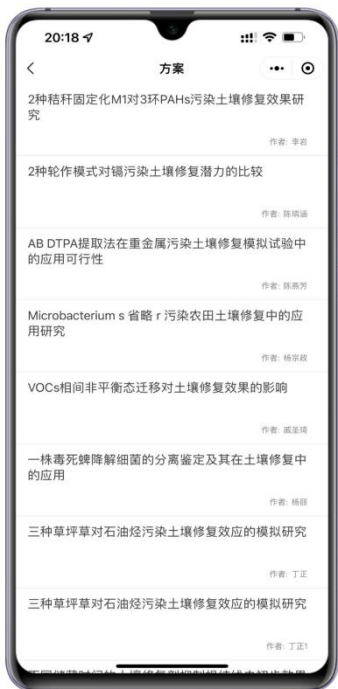 20:18
方案
2种秸秆固定化M1对3环PAHs污染土壤修复效果研
究
作者: 李岩
2种轮作模式对镉污染土壤修复潜力的比较
作者: 陈璘涵
AB DTPA提取法在重金属污染土壤修复模拟试验中
的应用可行性
作者: 陈燕芳
Microbacterium s 省略 r 污染农田土壤修复中的应
用研究
作者: 杨宗政
VOCs相间非平衡态迁移对土壤修复效果的影响
作者: 戚圣琦
一株毒死蜱降解细菌的分离鉴定及其在土壤修复中
的应用
作者: 杨丽
三种草坪草对石油烃污染土壤修复效应的模拟研究
作者: 丁正
三种草坪草对石油烃污染土壤修复效应的模拟研究
作者: 丁正1